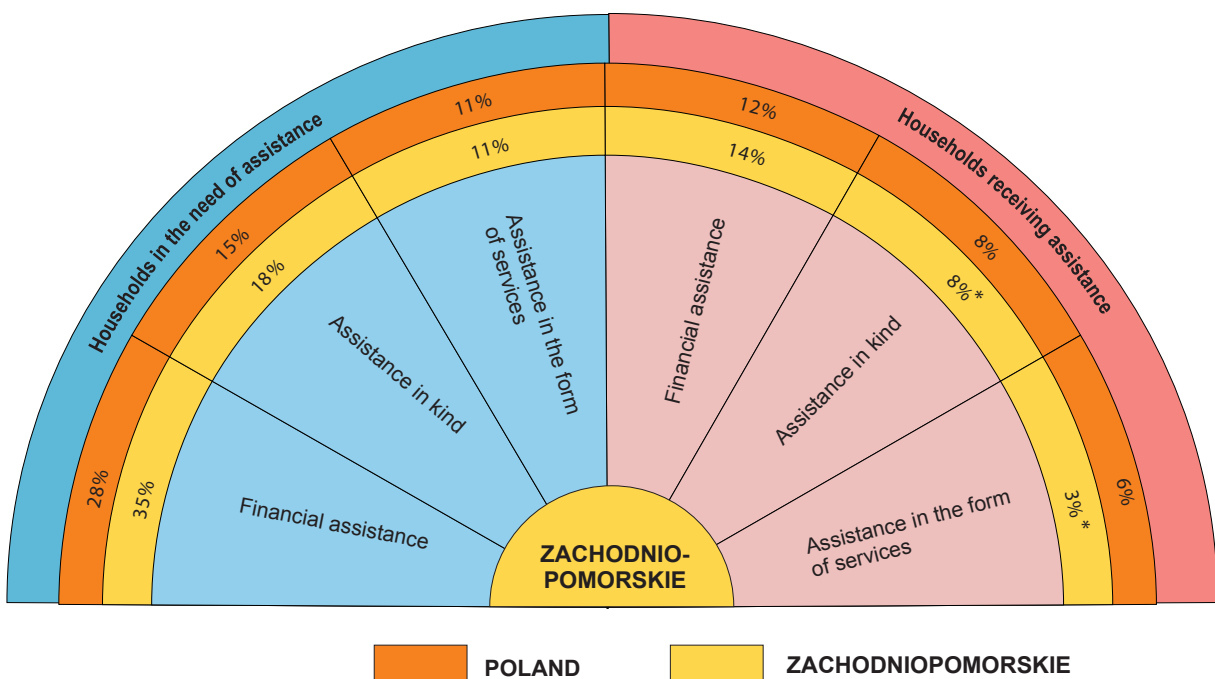 Households in the need of assistance
Households receiving assistance
28%
15%
11%
12%
8%
6%
35%
18%
11%
14%
8% *
3% *
Financial assistance
Assistance in kind
Assistance in the form
of services
Financial assistance
Assistance in kind
Assistance in the form
of services
ZACHODNIO-
POMORSKIE
POLAND
ZACHODNIOPOMORSKIE